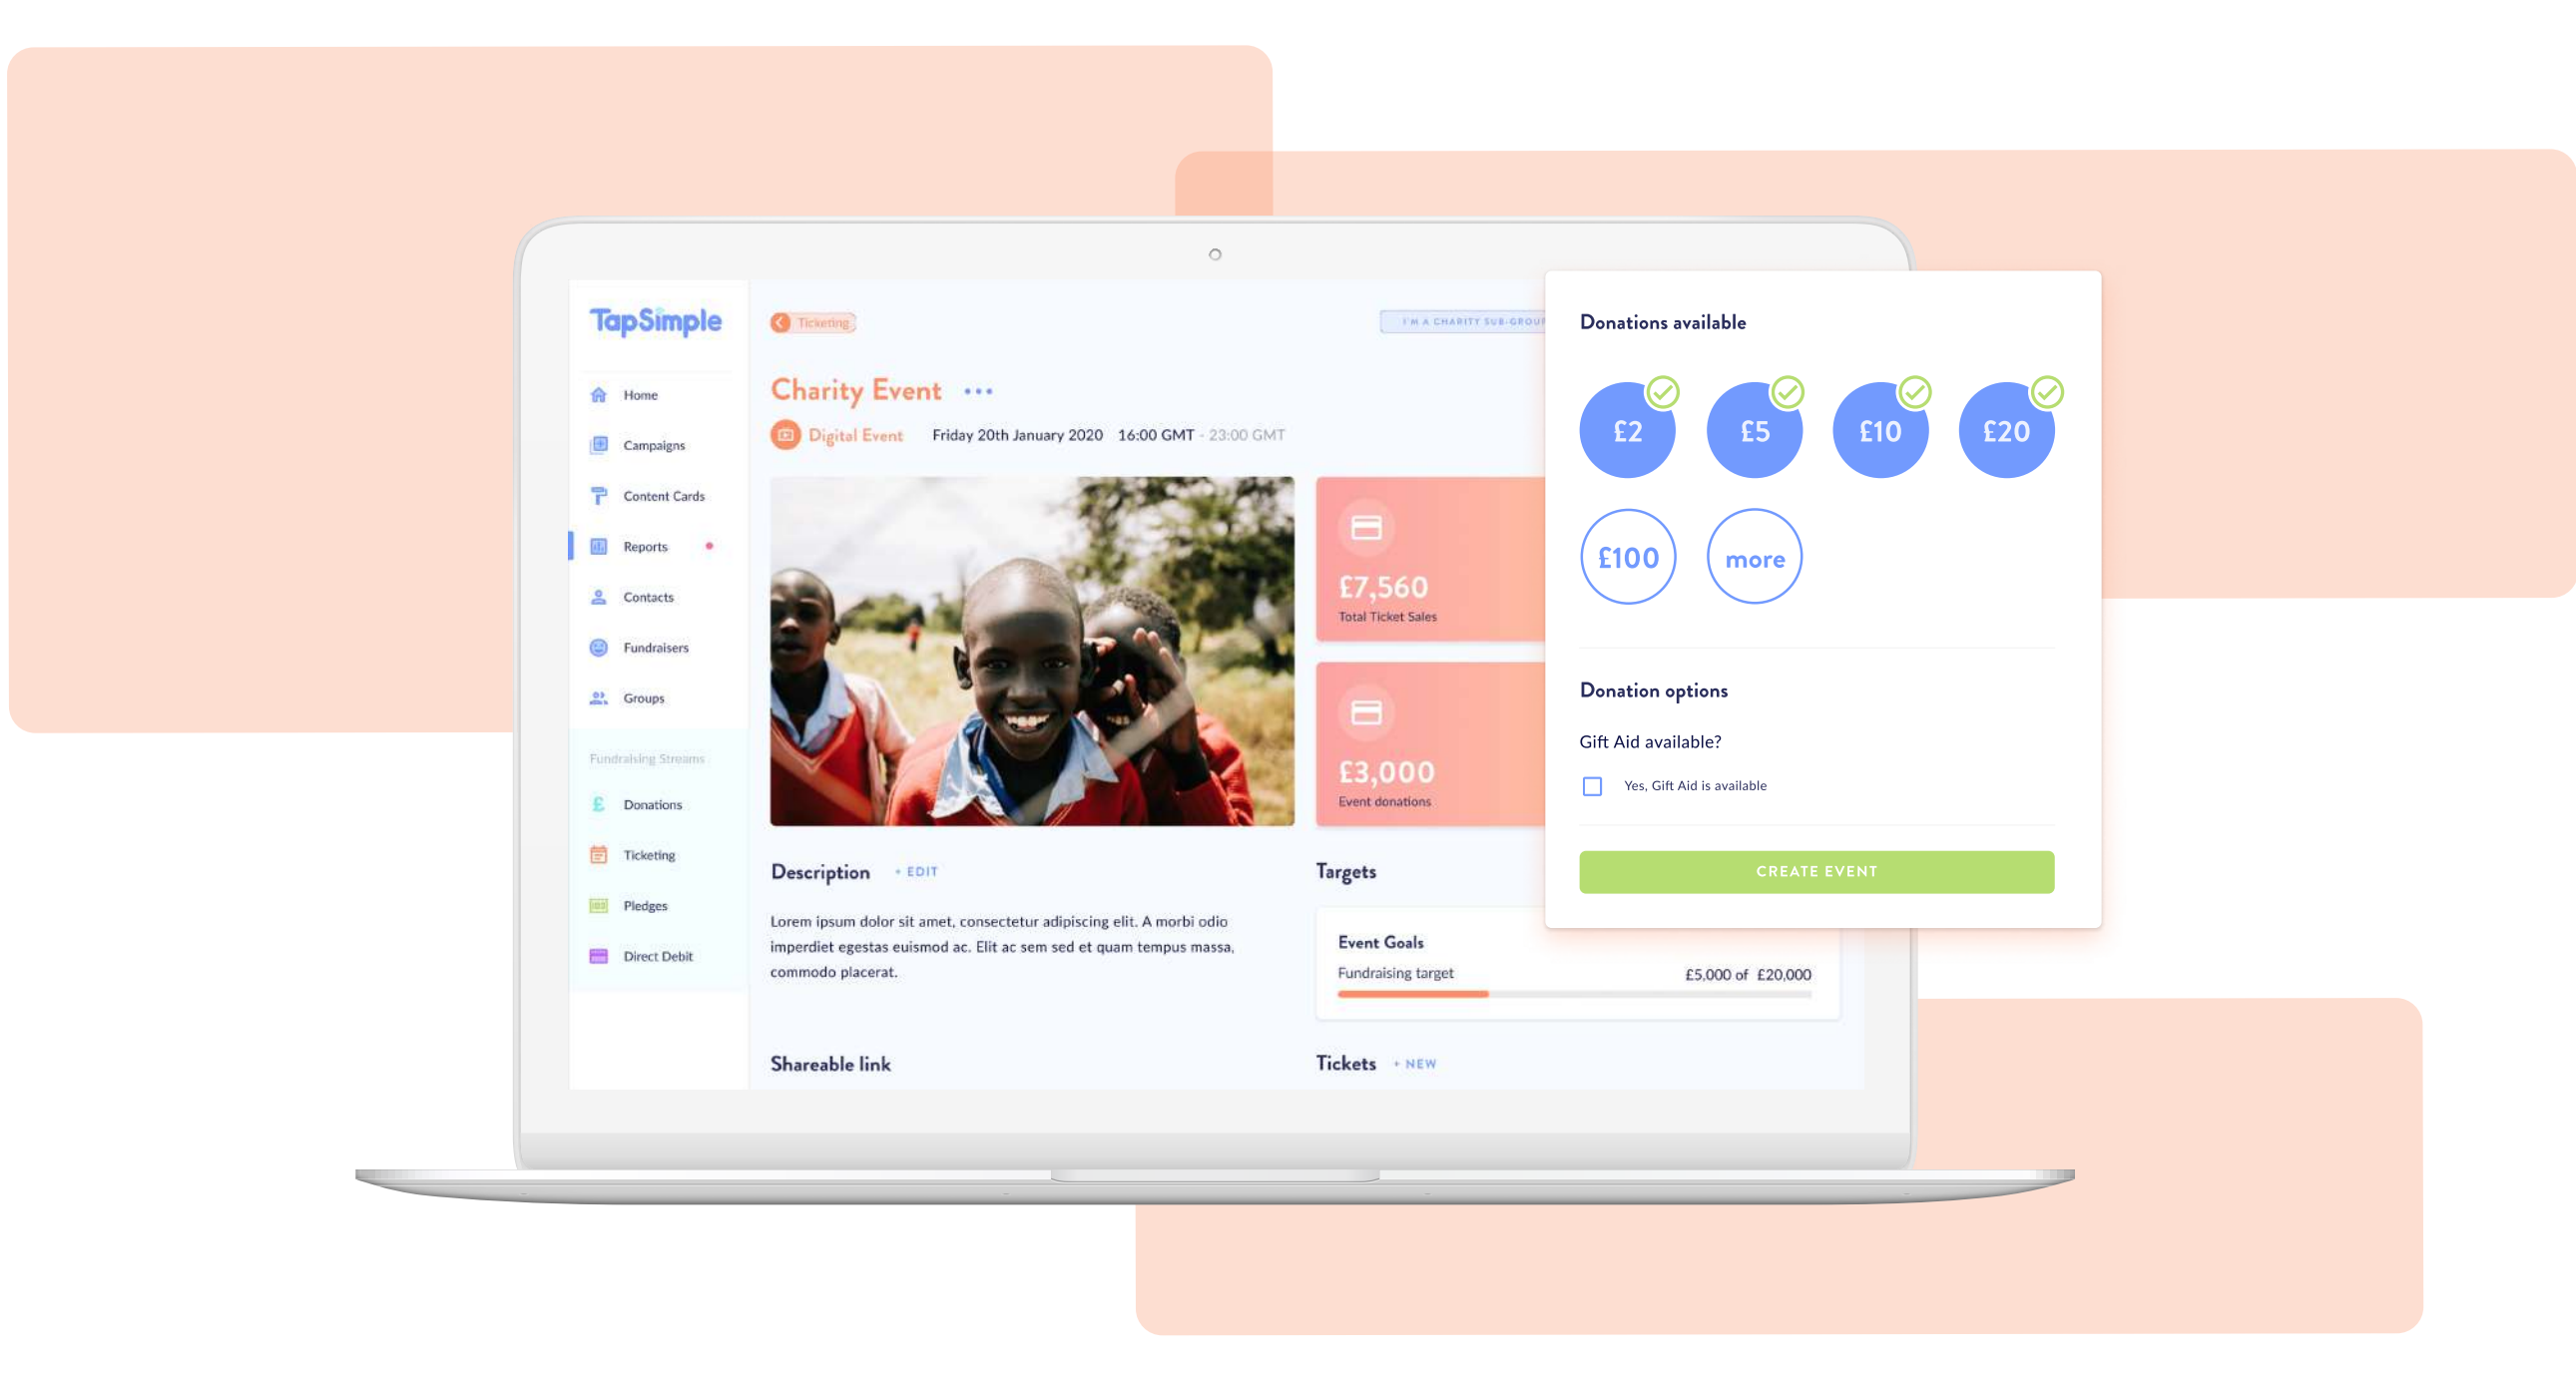 TapSimple
Home
Campaigns
Content Cards
Reports
Contacts
Fundraisers
Groups
Fundraising Streams
£ Donations
Ticketing
Pledges
Direct Debit
Ticketing
I'M A CHARITY SUB-GROUP
Charity Event
Digital Event Friday 20th January 2020 16:00 GMT - 23:00 GMT
£7,560
Total Ticket Sales
£3,000
Event donations
Description + EDIT
Lorem ipsum dolor sit amet, consectetur adipiscing elit. A morbi odio
imperdiet egestas euismod ac. Elit ac sem sed et quam tempus massa,
commodo placerat.
Targets
Event Goals
Fundraising target £5,000 of £20,000
Shareable link
Tickets + NEW
Donations available
£2 £5 £10 £20
£100 more
Donation options
Gift Aid available?
Yes, Gift Aid is available
CREATE EVENT